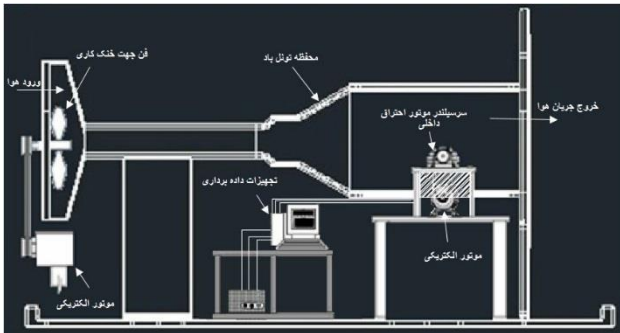 فن جهت خنک کاری
محفظه تونل باد
ورود هوا
خروج جریان هوا
سرسیلندر موتور احتراق
داخلی
تجهیزات داده برداری
موتور الکتریکی
موتور الکتریکی